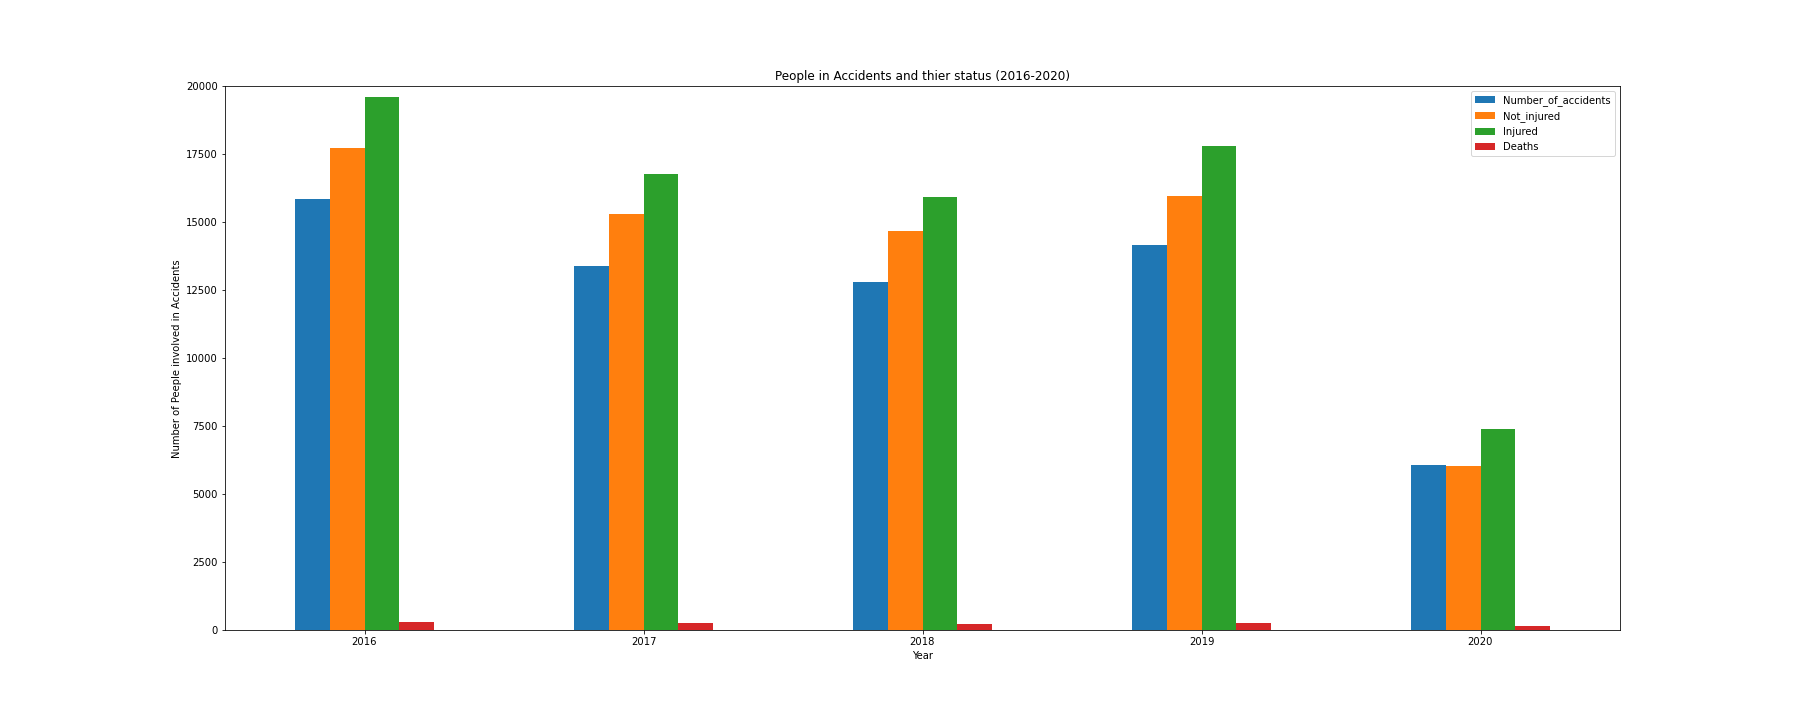 People in Accidents and thier status (2016-2020)
20000
17500
15000
12500
10000
7500
5000
2500
0
Number of Peeple involved in Accidents
Number_of_accidents
Not_injured
Injured
Deaths
2016 2017 2018 2019 2020
Year